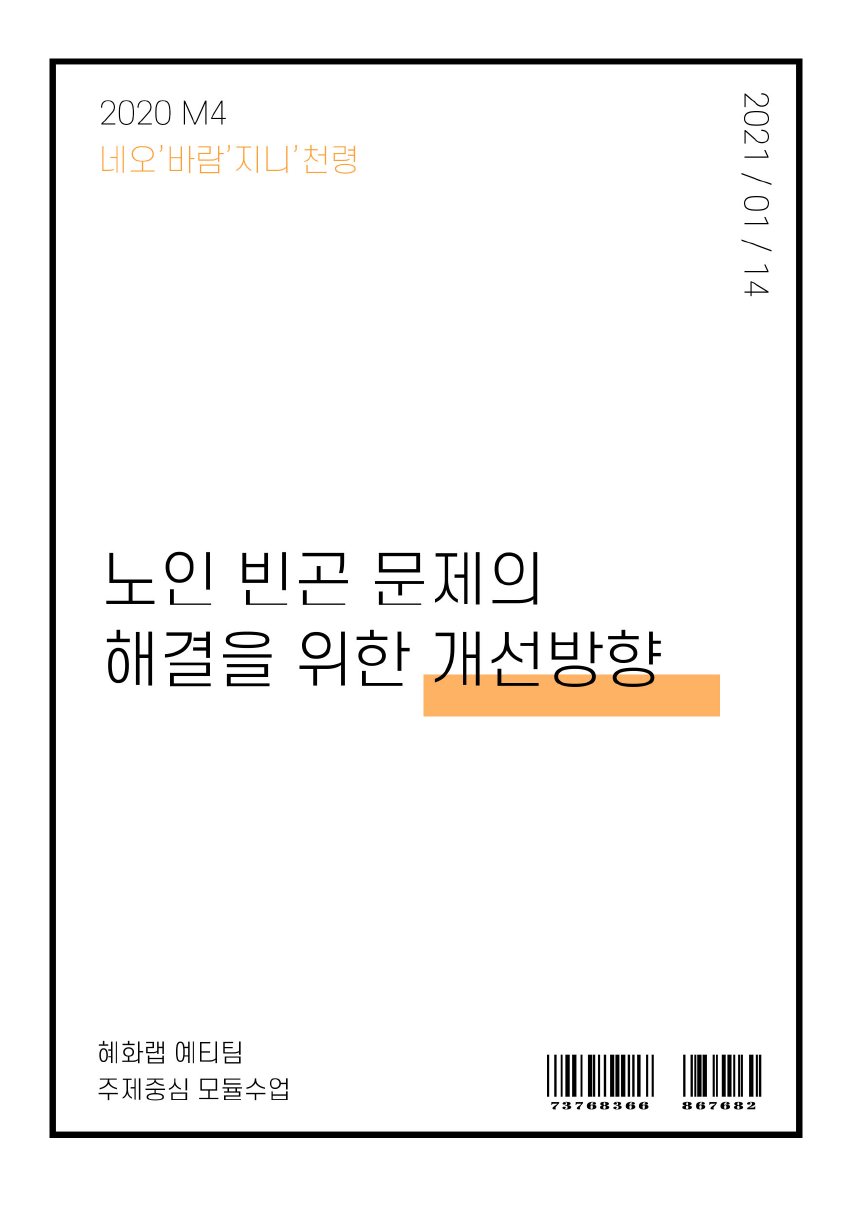 2020 M4
네오’바람’지니’천령
2021 / 01 / 14
노인 빈곤 문제의
해결을 위한 개선방향
혜화랩 예티팀
주제중심 모듈수업
73768366 867682